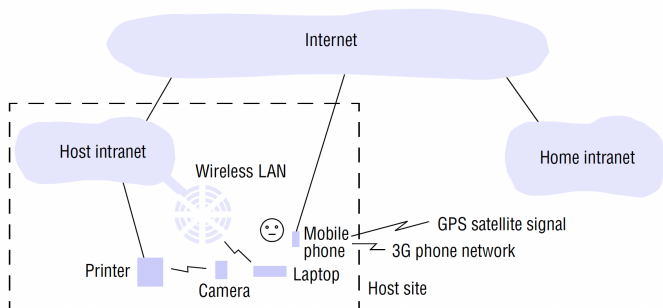 Internet
Host intranet
Wireless LAN
Home intranet
Mobile
phone
GPS satellite signal
3G phone network
Printer
Camera
Laptop
Host site